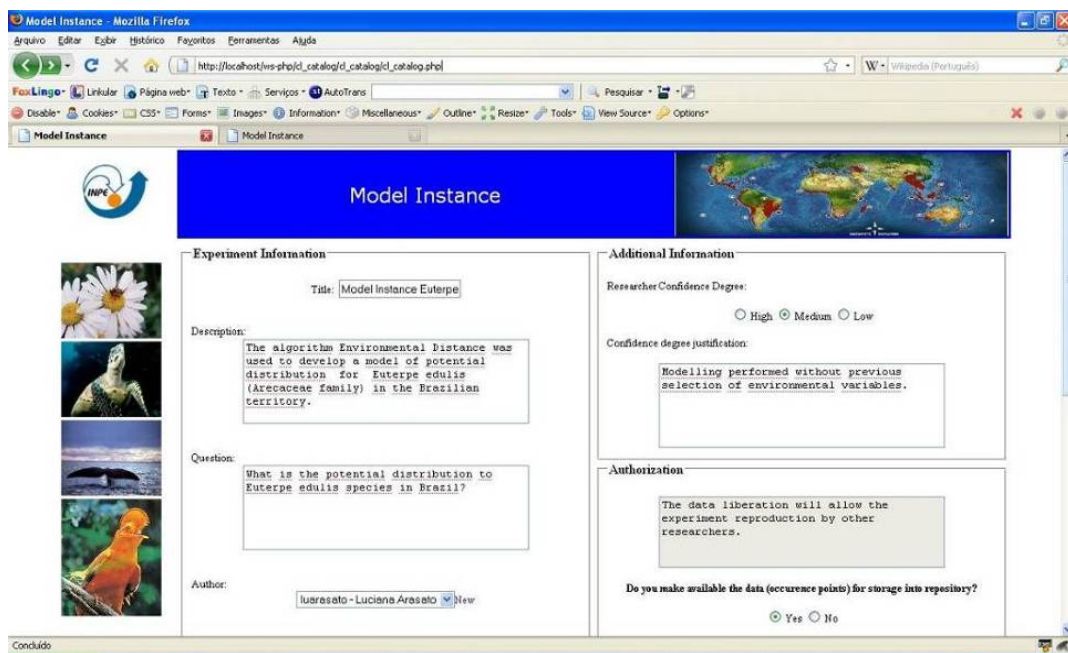 Model Instance - Mozilla Firefox
Arquivo Editar Exibir Histórico Favoritos Ferramentas Ajuda
http://localhost/ws-php/cl_catalog/cl_catalog/cl_catalog.php
W Wikipedia (Português)
FoxLingo Linkular Página web Texto Serviços AutoTrans Pesquisar
Disable Cookies CSS Forms Images Information Miscellaneous Outline Resize Tools View Source Options
Model Instance Model Instance
INPE
Model Instance
Experiment Information
Title: Model Instance Euterpe
Description:
The algorithm Environmental Distance was
used to develop a model of potential
distribution for Euterpe edulis
(Arecaceae family) in the Brazilian
territory.
Question:
What is the potential distribution to
Euterpe edulis species in Brazil?
Author:
luarasato - Luciana Arasato New
Additional Information
Researcher Confidence Degree:
High Medium Low
Confidence degree justification:
Modelling performed without previous
selection of environmental variables.
Authorization
The data liberation will allow the
experiment reproduction by other
researchers.
Do you make available the data (occurence points) for storage into repository?
Yes No
Concluído